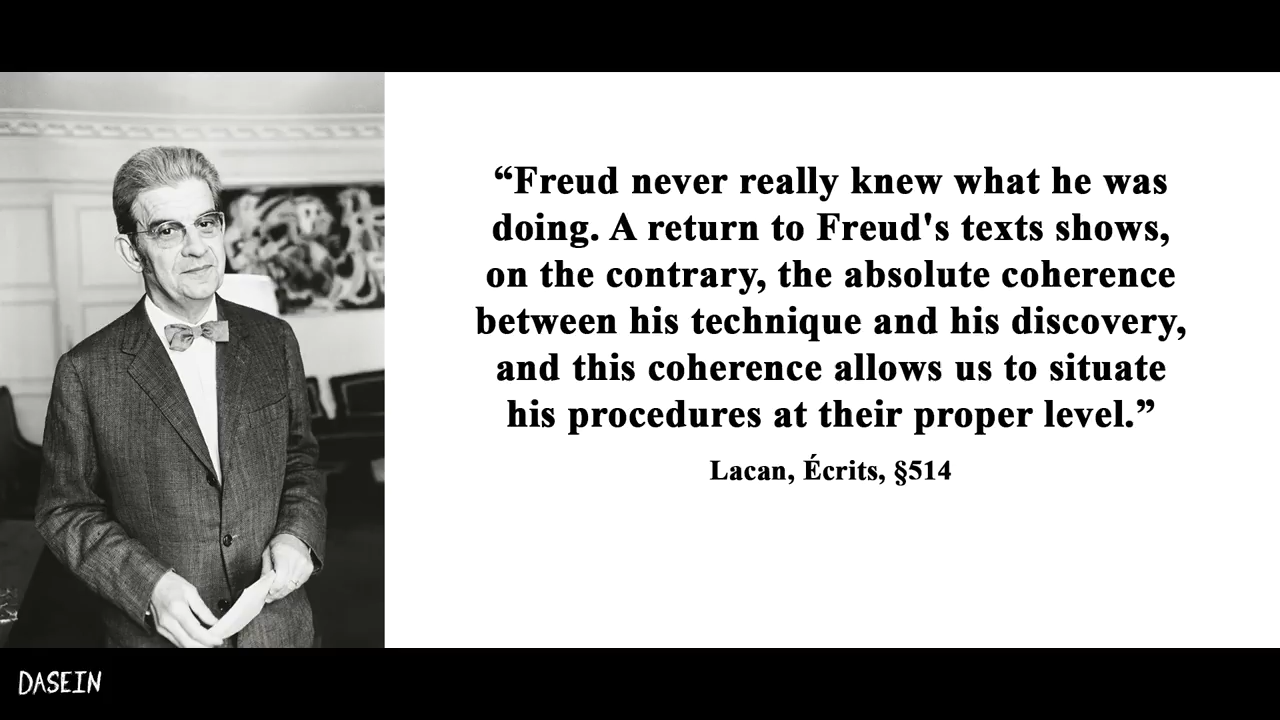 “Freud never really knew what he was
doing. A return to Freud's texts shows,
on the contrary, the absolute coherence
between his technique and his discovery,
and this coherence allows us to situate
his procedures at their proper level.”
Lacan, Écrits, §514
DASEIN